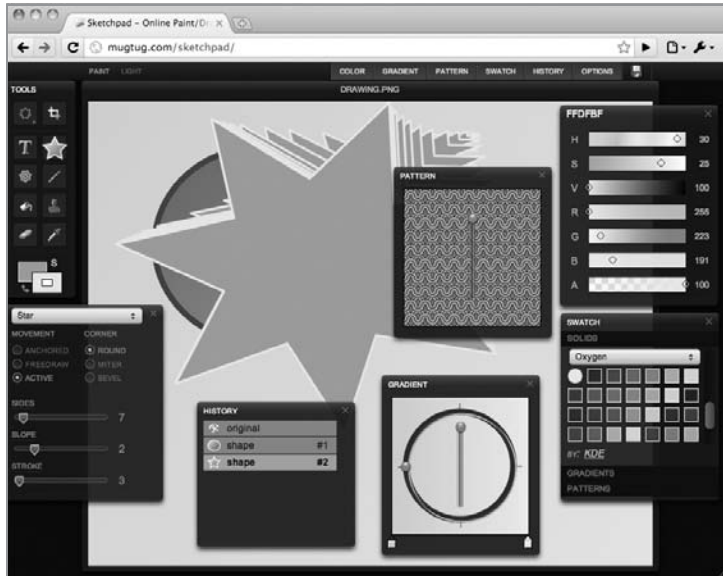 Sketchpad – Online Paint/Dra
mugtug.com/sketchpad/
PAINT LIGHT COLOR GRADIENT PATTERN SWATCH HISTORY OPTIONS
TOOLS
DRAWING.PNG
FFDFBF
H 30
S 25
V 100
R 255
G 223
B 191
A 100
T
S
PATTERN
Star
MOVEMENT CORNER
ANCHORED ROUND
FREEDRAW MITER
ACTIVE BEVEL
SIDES
7
SLOPE
2
STROKE
3
HISTORY
original
shape #1
shape #2
GRADIENT
SWATCH
SOLIDS
Oxygen
BY: KDE
GRADIENTS
PATTERNS